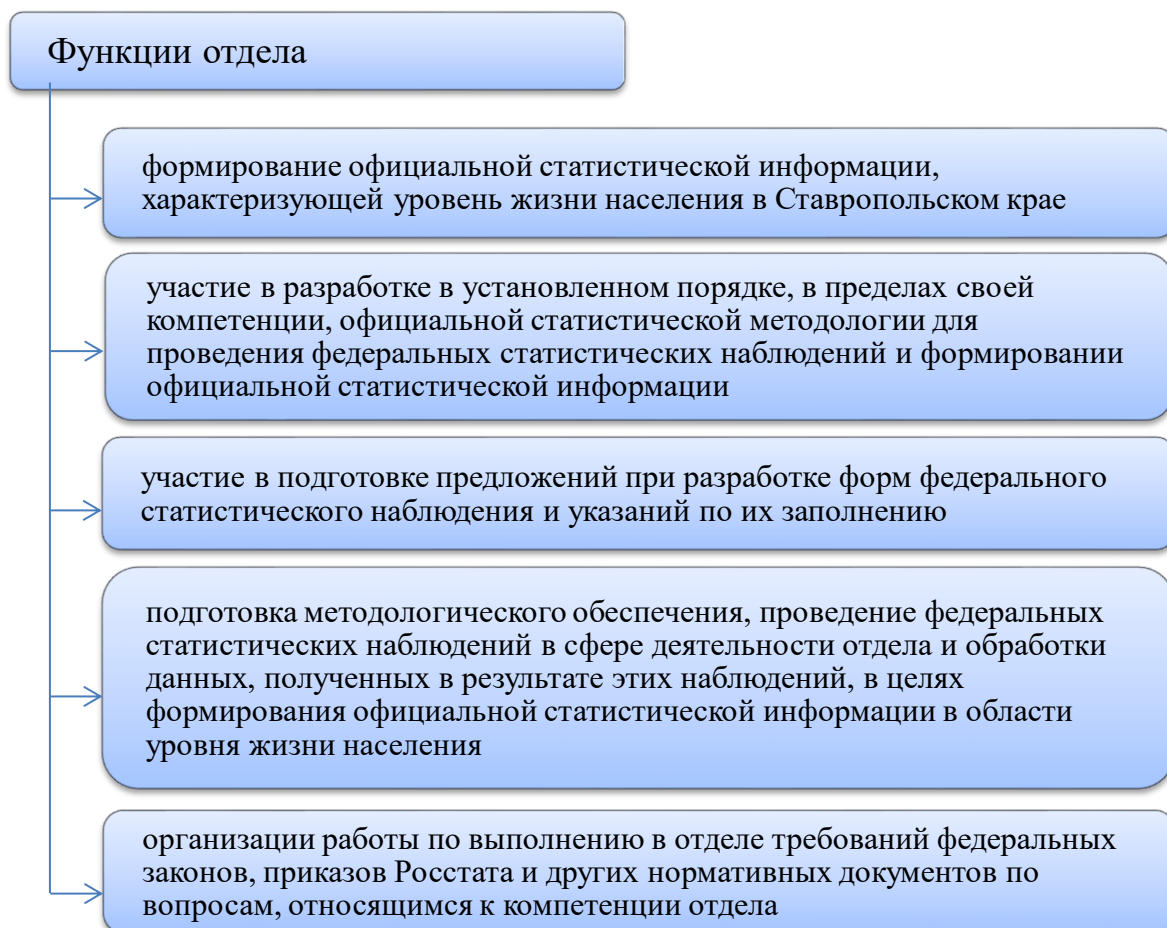 Функции отдела
формирование официальной статистической информации,
характеризующей уровень жизни населения в Ставропольском крае
участие в разработке в установленном порядке, в пределах своей
компетенции, официальной статистической методологии для
проведения федеральных статистических наблюдений и формировании
официальной статистической информации
участие в подготовке предложений при разработке форм федерального
статистического наблюдения и указаний по их заполнению
подготовка методологического обеспечения, проведение федеральных
статистических наблюдений в сфере деятельности отдела и обработки
данных, полученных в результате этих наблюдений, в целях
формирования официальной статистической информации в области
уровня жизни населения
организации работы по выполнению в отделе требований федеральных
законов, приказов Росстата и других нормативных документов по
вопросам, относящимся к компетенции отдела